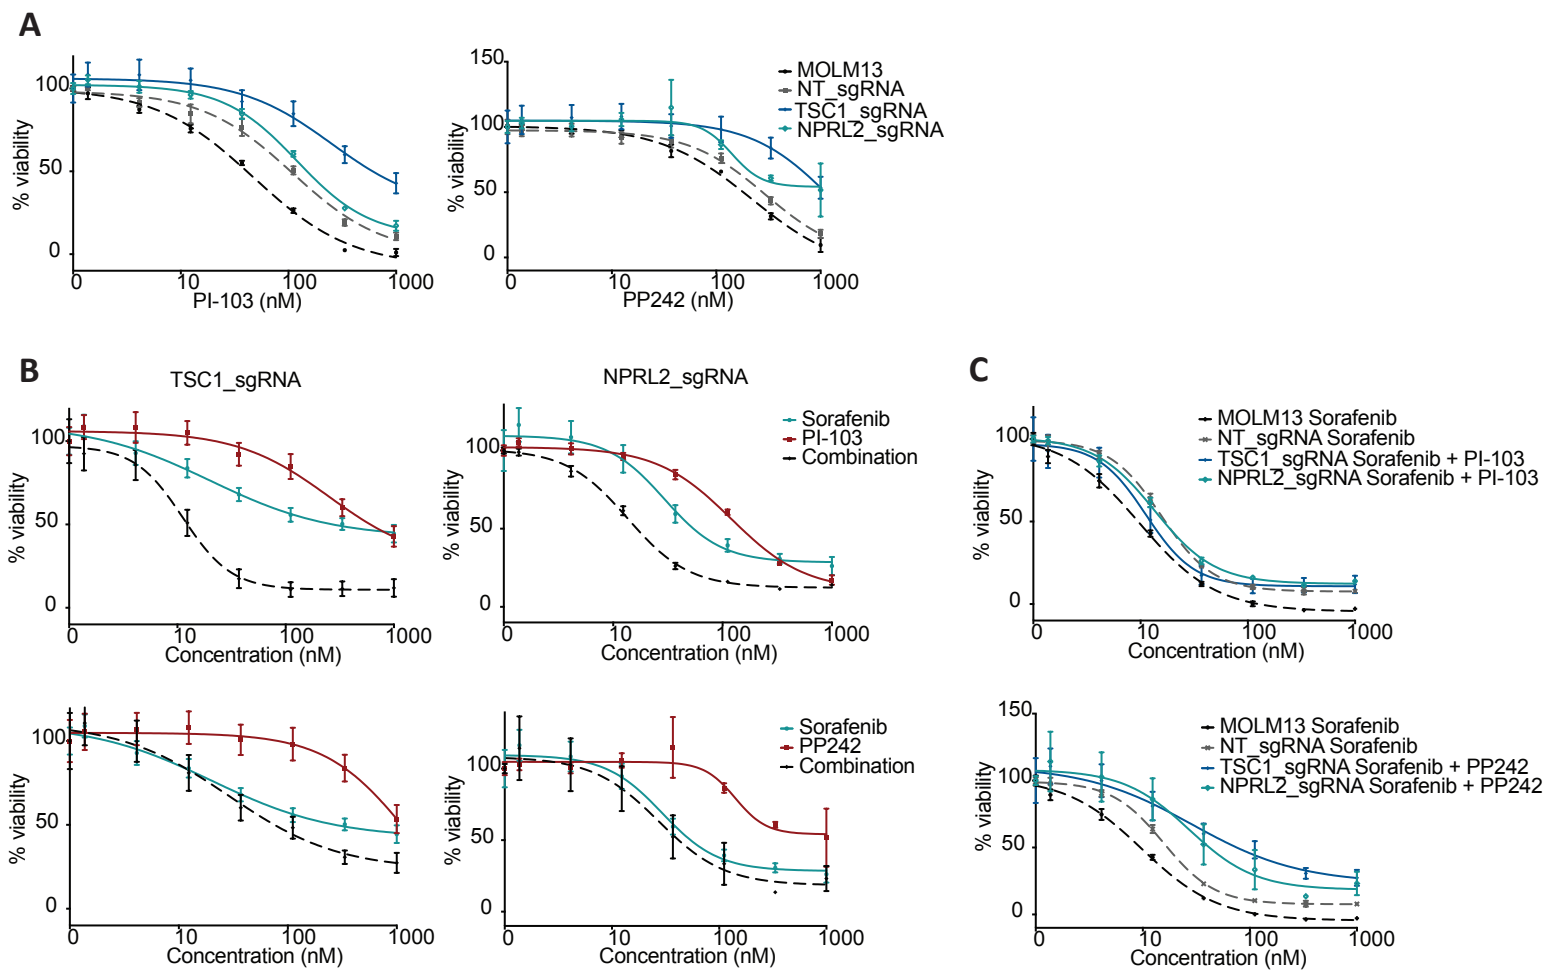 A
100
50
0
% viability
0 10 100 1000
PI-103 (nM)
150
100
50
0
% viability
0 10 100 1000
PP242 (nM)
MOLM13
NT_sgRNA
TSC1_sgRNA
NPRL2_sgRNA
B
TSC1_sgRNA
100
50
0
% viability
0 10 100 1000
Concentration (nM)
NPRL2_sgRNA
100
50
0
% viability
0 10 100 1000
Concentration (nM)
Sorafenib
PI-103
Combination
100
50
0
% viability
0 10 100 1000
Concentration (nM)
100
50
0
% viability
0 10 100 1000
Concentration (nM)
Sorafenib
PP242
Combination
C
100
50
0
% viability
0 10 100 1000
Concentration (nM)
MOLM13 Sorafenib
NT_sgRNA Sorafenib
TSC1_sgRNA Sorafenib + PI-103
NPRL2_sgRNA Sorafenib + PI-103
150
100
50
0
% viability
0 10 100 1000
Concentration (nM)
MOLM13 Sorafenib
NT_sgRNA Sorafenib
TSC1_sgRNA Sorafenib + PP242
NPRL2_sgRNA Sorafenib + PP242